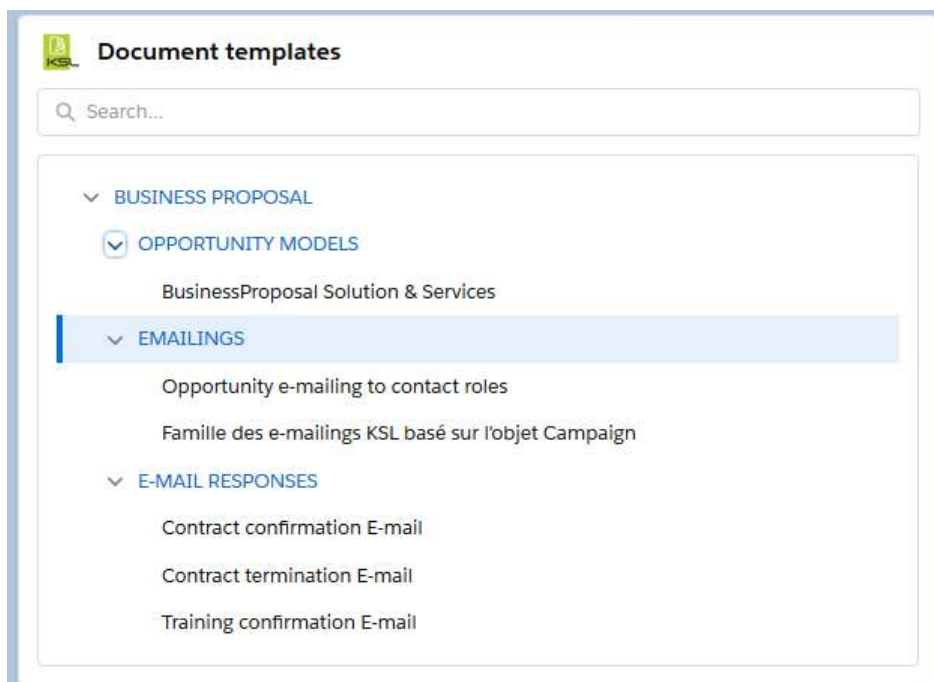 KSL
Document templates
Search...
BUSINESS PROPOSAL
OPPORTUNITY MODELS
BusinessProposal Solution & Services
EMAILINGS
Opportunity e-mailing to contact roles
Famille des e-mailings KSL basé sur l'objet Campaign
E-MAIL RESPONSES
Contract confirmation E-mail
Contract termination E-mail
Training confirmation E-mail